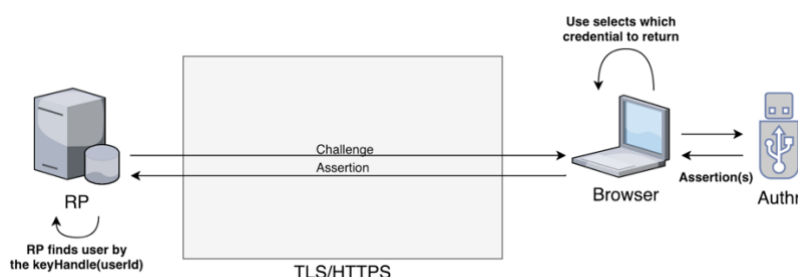 Use selects which
credential to return
Challenge
Assertion
RP
Browser
Assertion(s)
Authr
RP finds user by
the keyHandle(userId)
TLS/HTTPS